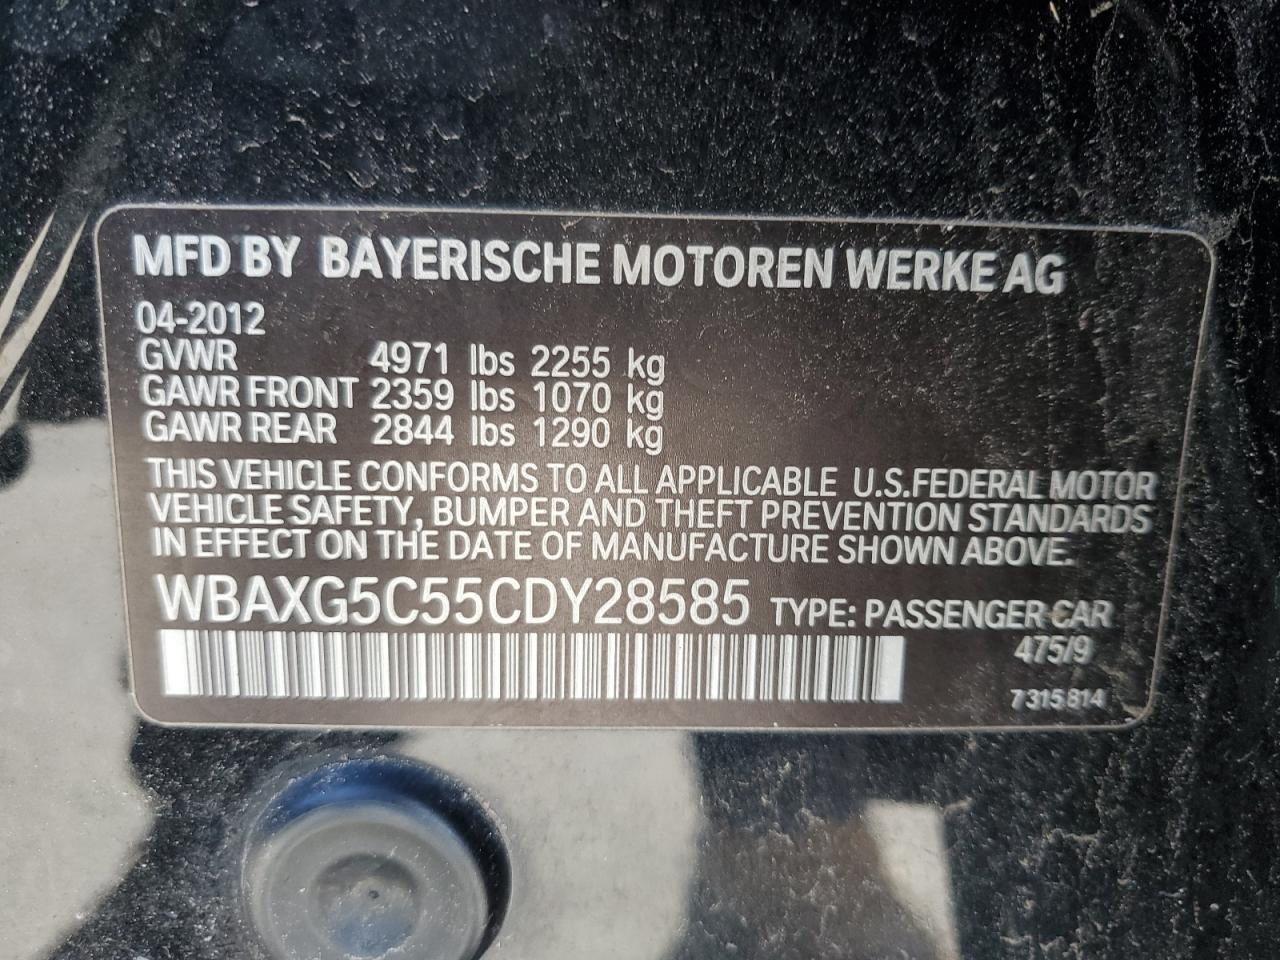 MFD BY BAYERISCHE MOTOREN WERKE AG
04-2012
GVWR 4971 lbs 2255 kg
GAWR FRONT 2359 lbs 1070 kg
GAWR REAR 2844 lbs 1290 kg
THIS VEHICLE CONFORMS TO ALL APPLICABLE U.S.FEDERAL MOTOR
VEHICLE SAFETY, BUMPER AND THEFT PREVENTION STANDARDS
IN EFFECT ON THE DATE OF MANUFACTURE SHOWN ABOVE.
WBAXG5C55CDY28585 TYPE: PASSENGER CAR
475/9
7315814